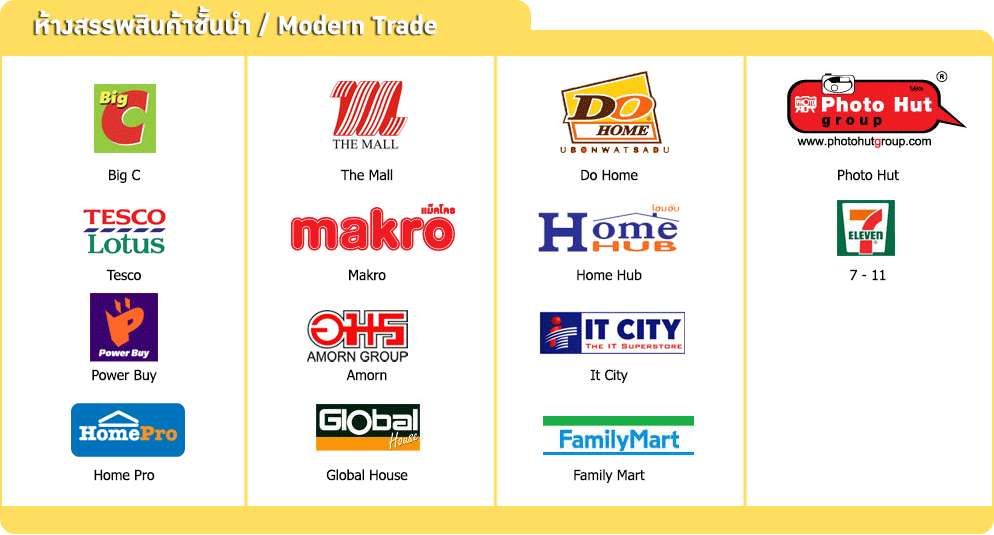 ห้างสรรพสินค้าชั้นนำ / Modern Trade
Big
C
Big C
THE MALL
The Mall
DO
HOME
UBONWATSADU
Do Home
®
PHOTO HUT
Photo Hut
group
www.photohutgroup.com
Photo Hut
TESCO
Lotus
Tesco
แม็คโคร
makro
Makro
โฮมฮับ
Home
HUB
Home Hub
7
ELEVEN
7 - 11
Power Buy
Power Buy
AMORN GROUP
Amorn
IT CITY
THE IT SUPERSTORE
It City
HomePro
Home Pro
Global
House
Global House
FamilyMart
Family Mart